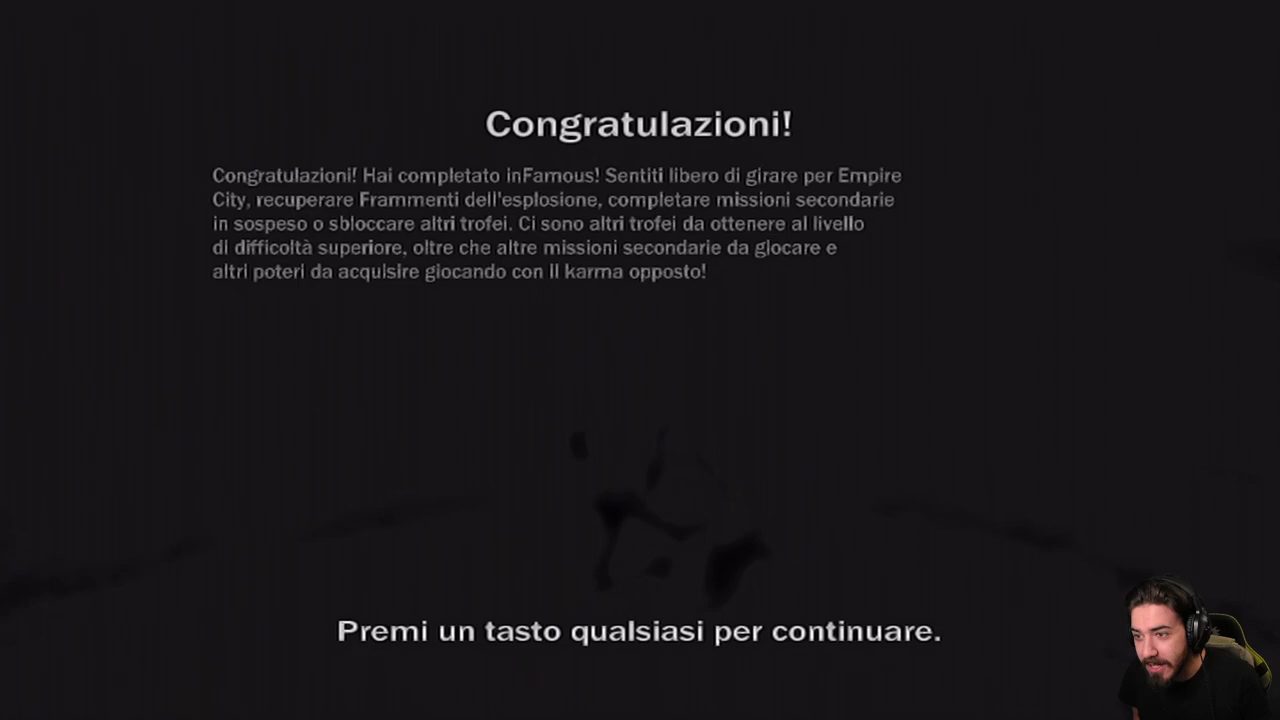 Congratulazioni!
Congratulazioni! Hai completato inFamous! Sentiti libero di girare per Empire
City, recuperare Frammenti dell'esplosione, completare missioni secondarie
in sospeso o sbloccare altri trofei. Ci sono altri trofei da ottenere al livello
di difficoltà superiore, oltre che altre missioni secondarie da giocare e
altri poteri da acquisire giocando con il karma opposto!
Premi un tasto qualsiasi per continuare.